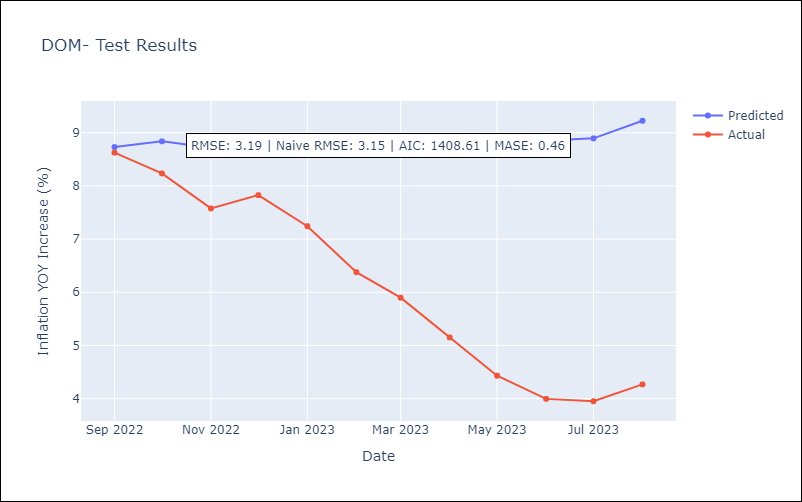 DOM- Test Results
Predicted
Actual
RMSE: 3.19 | Naive RMSE: 3.15 | AIC: 1408.61 | MASE: 0.46
Inflation YOY Increase (%)
9
8
7
6
5
4
Sep 2022 Nov 2022 Jan 2023 Mar 2023 May 2023 Jul 2023
Date